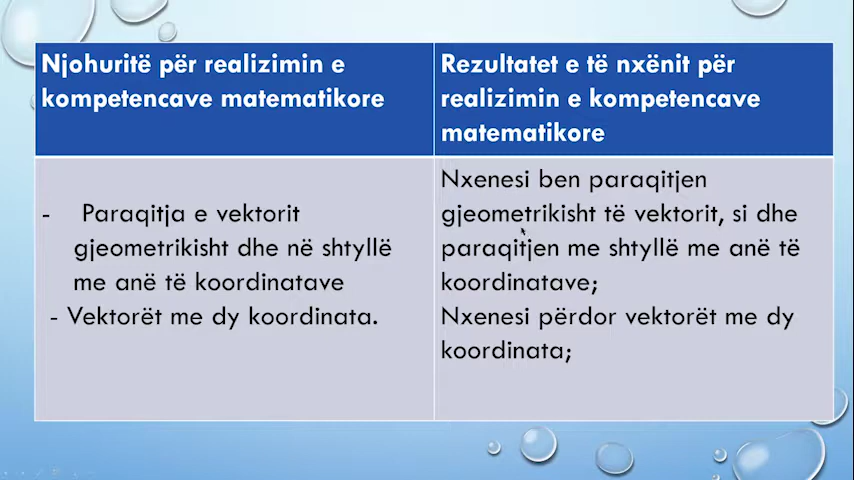 Njohuritë për realizimin e
kompetencave matematikore
Rezultatet e të nxënit për
realizimin e kompetencave
matematikore
- Paraqitja e vektorit
gjeometrikisht dhe në shtyllë
me anë të koordinatave
- Vektorët me dy koordinata.
Nxenesi ben paraqitjen
gjeometrikisht të vektorit, si dhe
paraqitjen me shtyllë me anë të
koordinatave;
Nxenesi përdor vektorët me dy
koordinata;